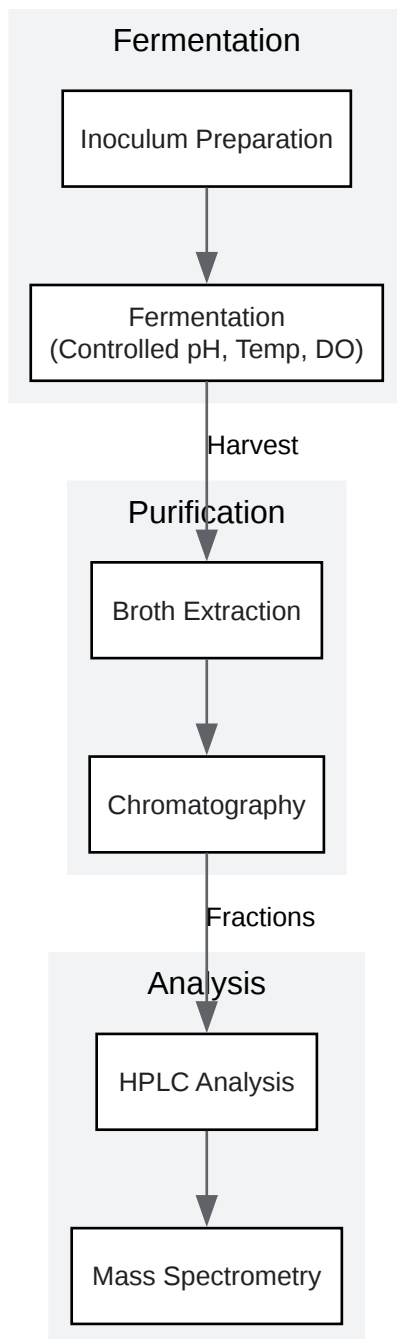 Fermentation
Inoculum Preparation
Fermentation
(Controlled pH, Temp, DO)
Harvest
Purification
Broth Extraction
Chromatography
Fractions
Analysis
HPLC Analysis
Mass Spectrometry